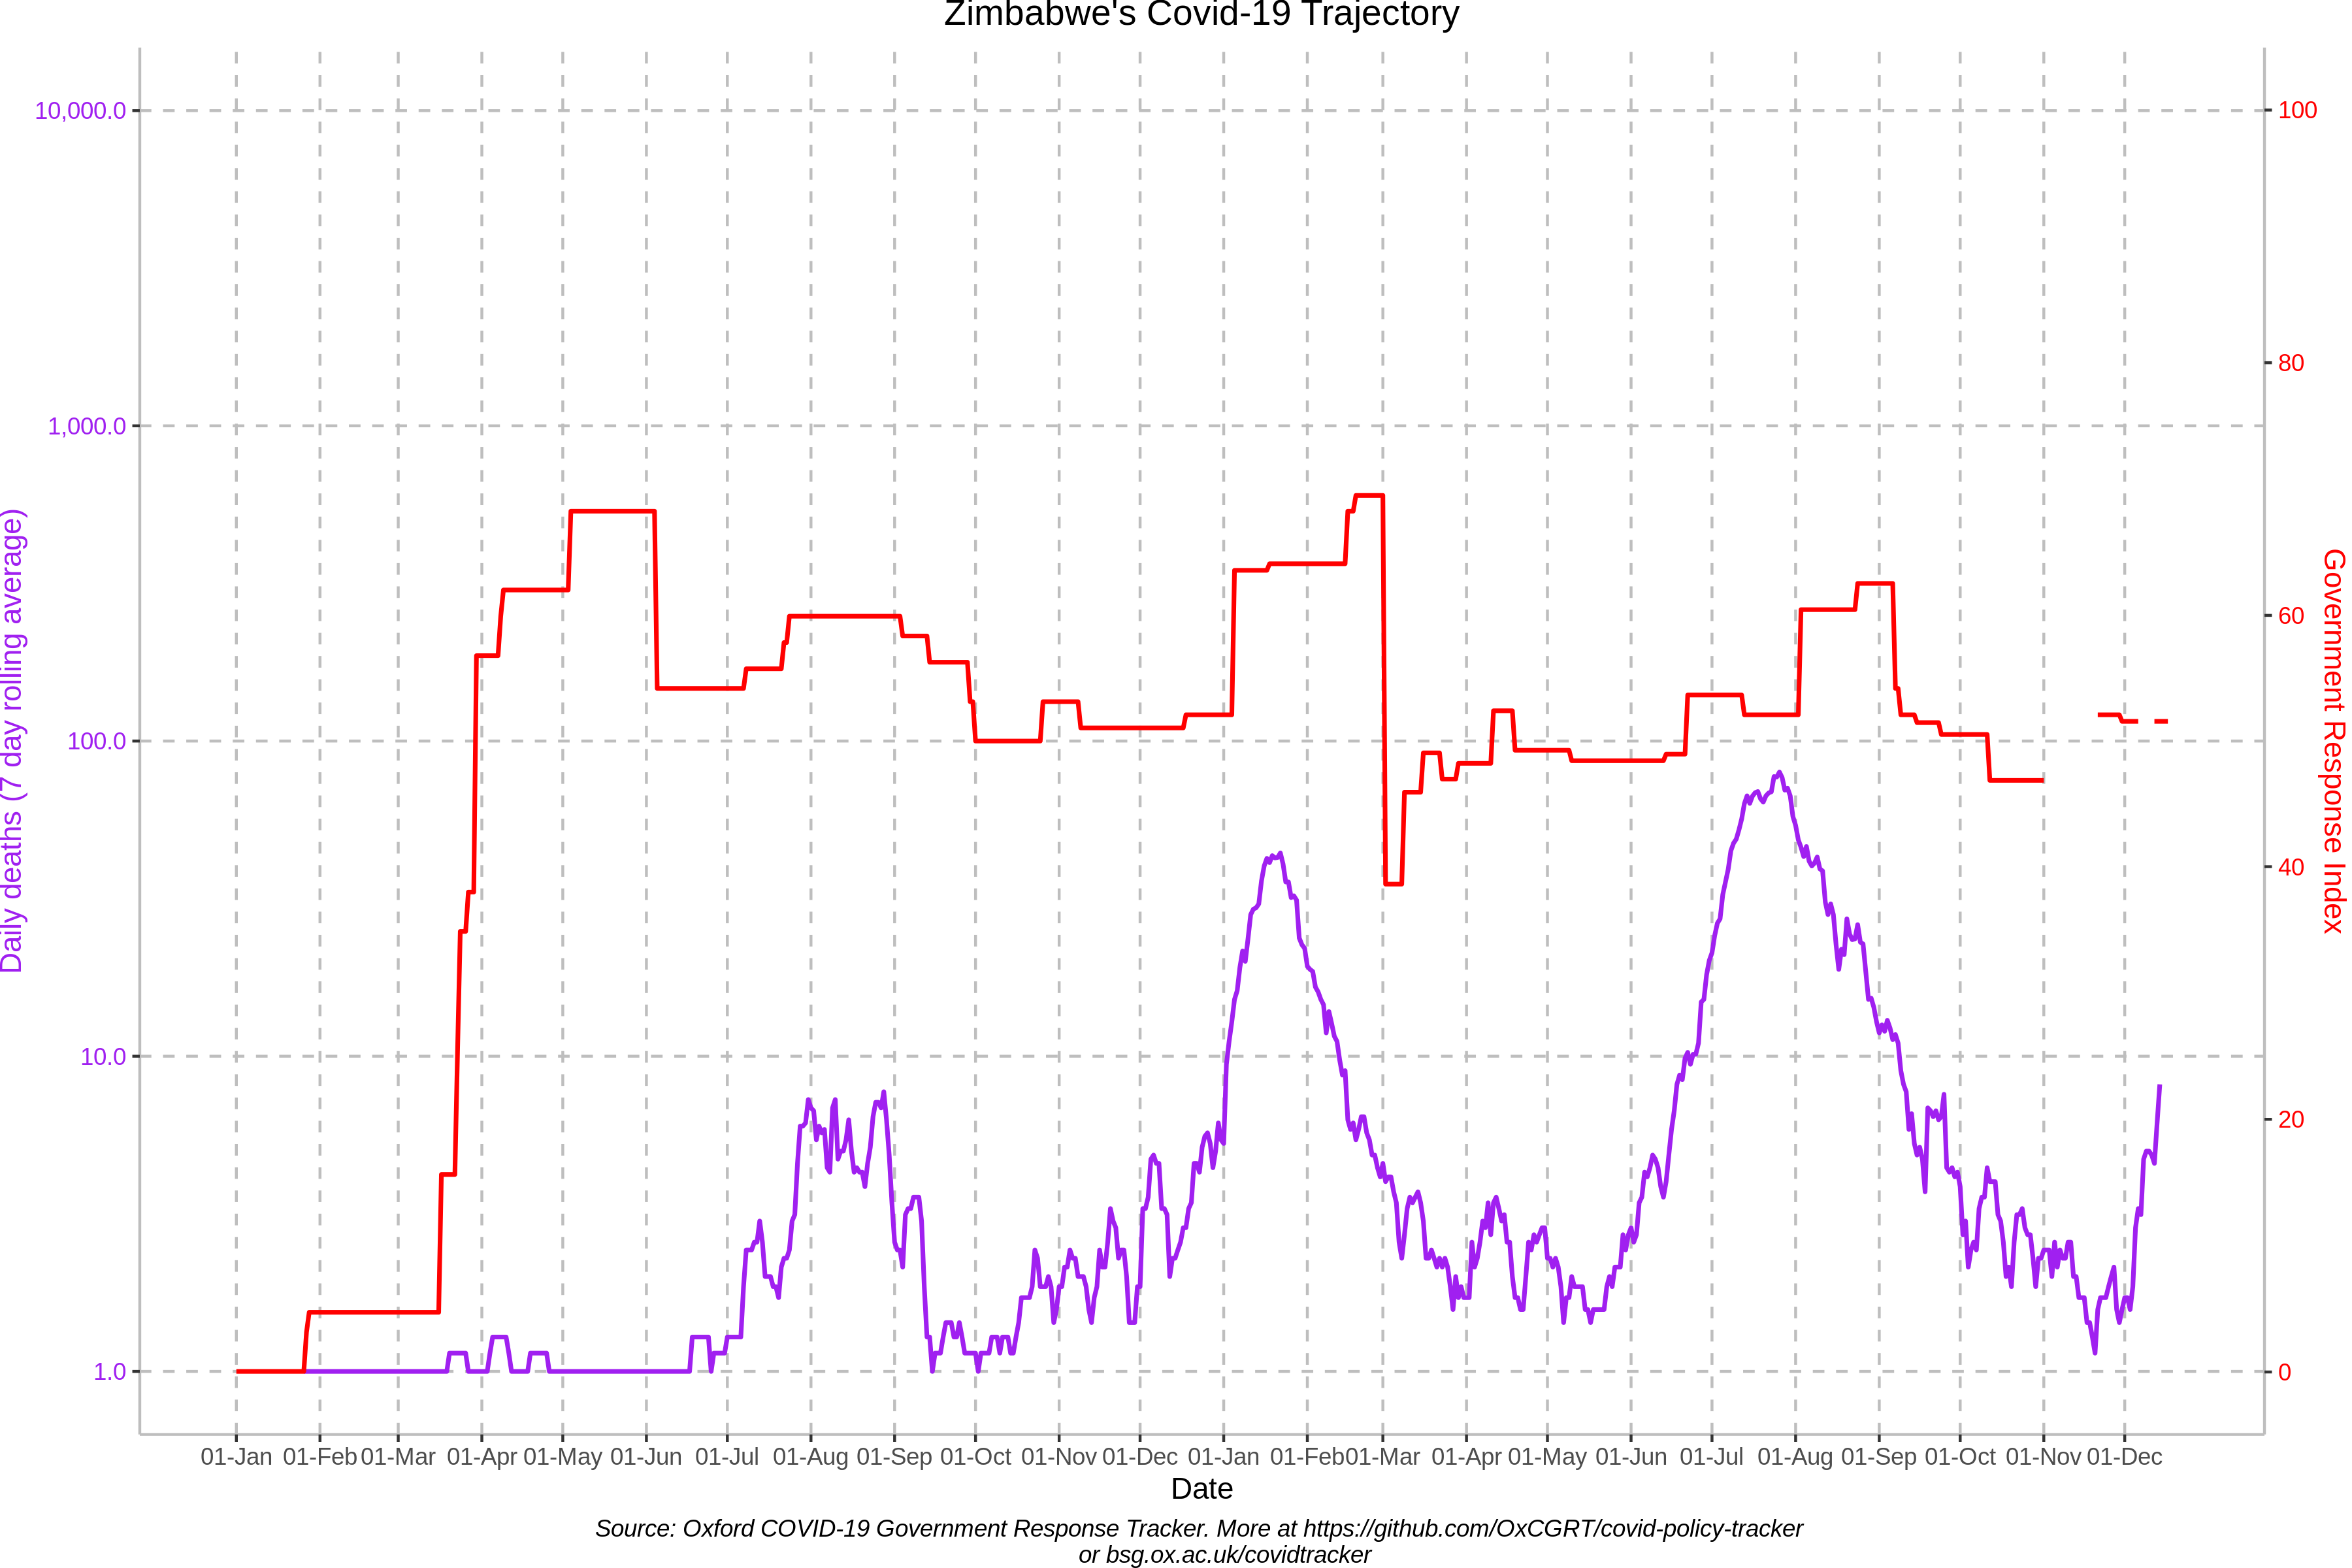 Zimbabwe's Covid-19 Trajectory
10,000.0
1,000.0
100.0
10.0
1.0
Daily deaths (7 day rolling average)
100
80
60
40
20
0
Government Response Index
01-Jan 01-Feb 01-Mar 01-Apr 01-May 01-Jun 01-Jul 01-Aug 01-Sep 01-Oct 01-Nov 01-Dec 01-Jan 01-Feb 01-Mar 01-Apr 01-May 01-Jun 01-Jul 01-Aug 01-Sep 01-Oct 01-Nov 01-Dec
Date
Source: Oxford COVID-19 Government Response Tracker. More at https://github.com/OxCGRT/covid-policy-tracker
or bsg.ox.ac.uk/covidtracker